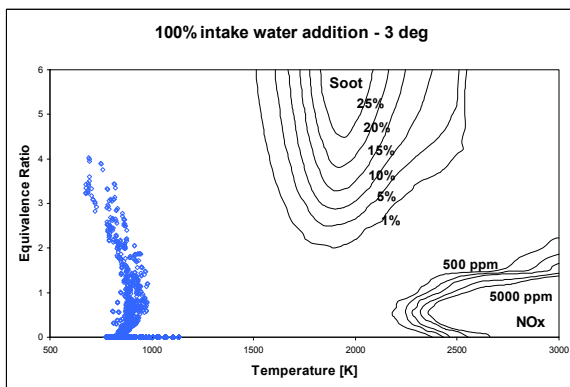 100% intake water addition - 3 deg
Equivalence Ratio
6
5
4
3
2
1
0
Soot
25%
20%
15%
10%
5%
1%
500 ppm
5000 ppm
NOx
500 1000 1500 2000 2500 3000
Temperature [K]